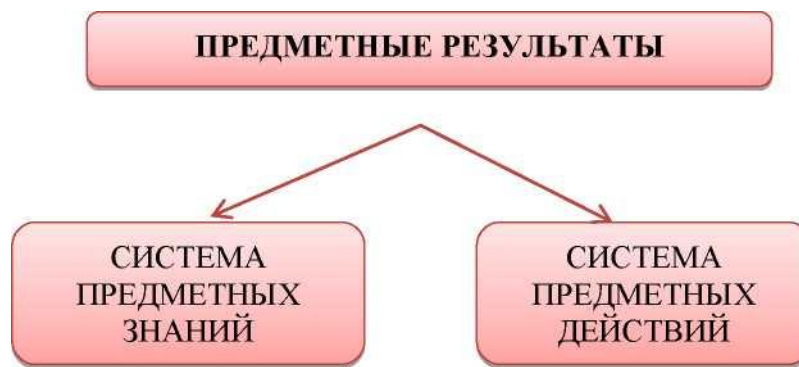 ПРЕДМЕТНЫЕ РЕЗУЛЬТАТЫ
СИСТЕМА
ПРЕДМЕТНЫХ
ЗНАНИЙ
СИСТЕМА
ПРЕДМЕТНЫХ
ДЕЙСТВИЙ